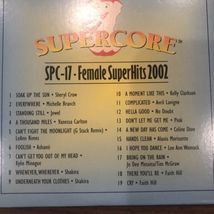 SUPERCORE
SPC-17 - Female SuperHits 2002
1 SOAK UP THE SUN • Sheryl Crow
2 EVERYWHERE • Michelle Branch
3 STANDING STILL • Jewel
4 A THOUSAND MILES • Vanessa Carlton
5 CAN'T FIGHT THE MOONLIGHT (G Stack Remix) •
LeAnn Rimes
6 FOOLISH • Ashanti
7 CAN'T GET YOU OUT OF MY HEAD •
Kylie Minogue
8 WHENEVER, WHEREVER • Shakira
9 UNDERNEATH YOUR CLOTHES • Shakira
10 A MOMENT LIKE THIS • Kelly Clarkson
11 COMPLICATED • Avril Lavigne
12 HELLA GOOD • No Doubt
13 DON'T LET ME GET ME • Pink
14 A NEW DAY HAS COME • Celine Dion
15 HANDS CLEAN • Alanis Morissette
16 I HOPE YOU DANCE • Lee Ann Womack
17 BRING ON THE RAIN •
Jo Dee Messina/Tim McGraw
18 THERE YOU'LL BE • Faith Hill
19 CRY • Faith Hill